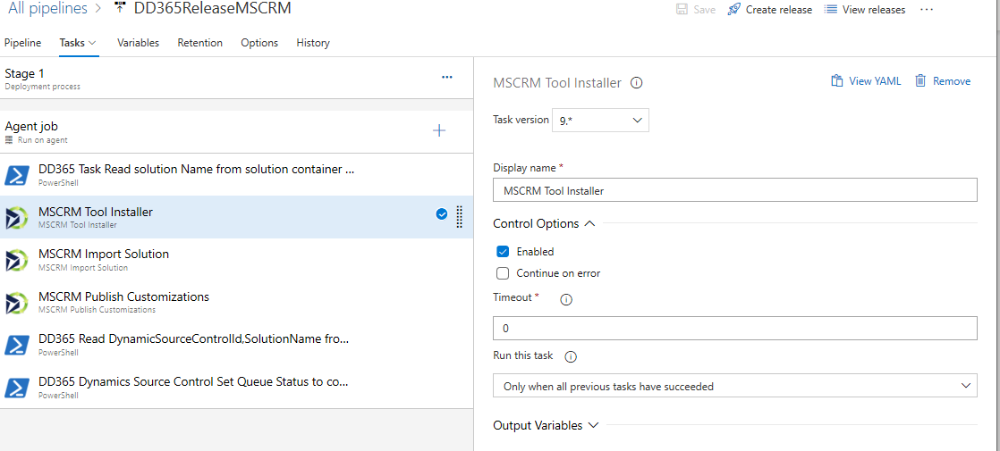 All pipelines > DD365ReleaseMSCRM
Save Create release View releases ...
Pipeline Tasks Variables Retention Options History
Stage 1
Deployment process
...
Agent job
Run on agent
DD365 Task Read solution Name from solution container ...
PowerShell
MSCRM Tool Installer
MSCRM Tool Installer
MSCRM Import Solution
MSCRM Import Solution
MSCRM Publish Customizations
MSCRM Publish Customizations
DD365 Read DynamicSourceControlId,SolutionName fro...
PowerShell
DD365 Dynamics Source Control Set Queue Status to co...
PowerShell
MSCRM Tool Installer
View YAML Remove
Task version 9.*
Display name *
MSCRM Tool Installer
Control Options
Enabled
Continue on error
Timeout *
0
Run this task
Only when all previous tasks have succeeded
Output Variables